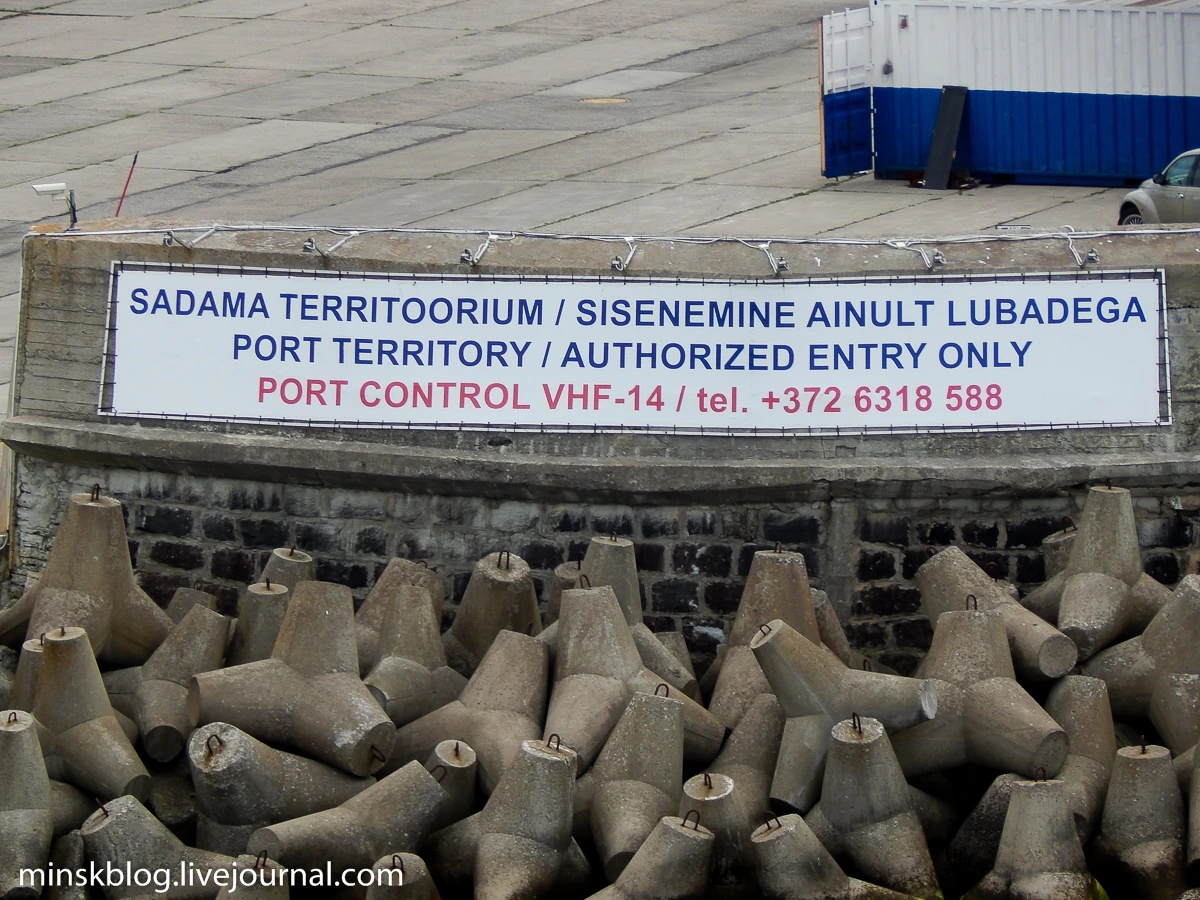 SADAMA TERRITOORIUM / SISENEMINE AINULT LUBADEGA
PORT TERRITORY / AUTHORIZED ENTRY ONLY
PORT CONTROL VHF-14 / tel. +372 6318 588
minskblog.livejournal.com